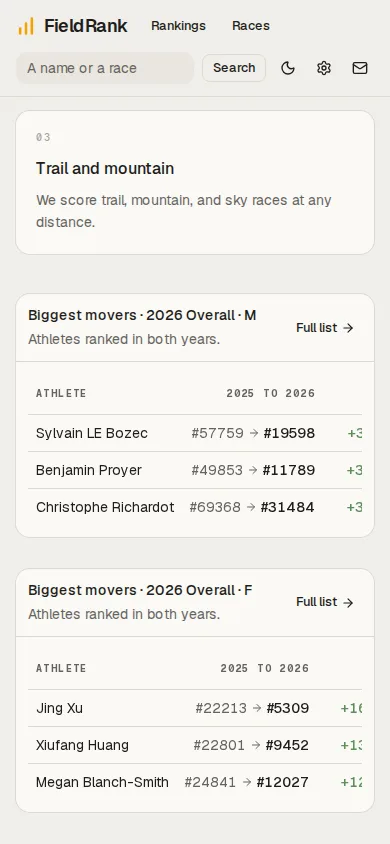 FieldRank Rankings Races
A name or a race Search
03
Trail and mountain
We score trail, mountain, and sky races at any
distance.
Biggest movers · 2026 Overall · M
Athletes ranked in both years.
Full list →
ATHLETE 2025 TO 2026
Sylvain LE Bozec #57759 → #19598 +3
Benjamin Proyer #49853 → #11789 +3
Christophe Richardot #69368 → #31484 +3
Biggest movers · 2026 Overall · F
Athletes ranked in both years.
Full list →
ATHLETE 2025 TO 2026
Jing Xu #22213 → #5309 +16
Xiufang Huang #22801 → #9452 +13
Megan Blanch-Smith #24841 → #12027 +12